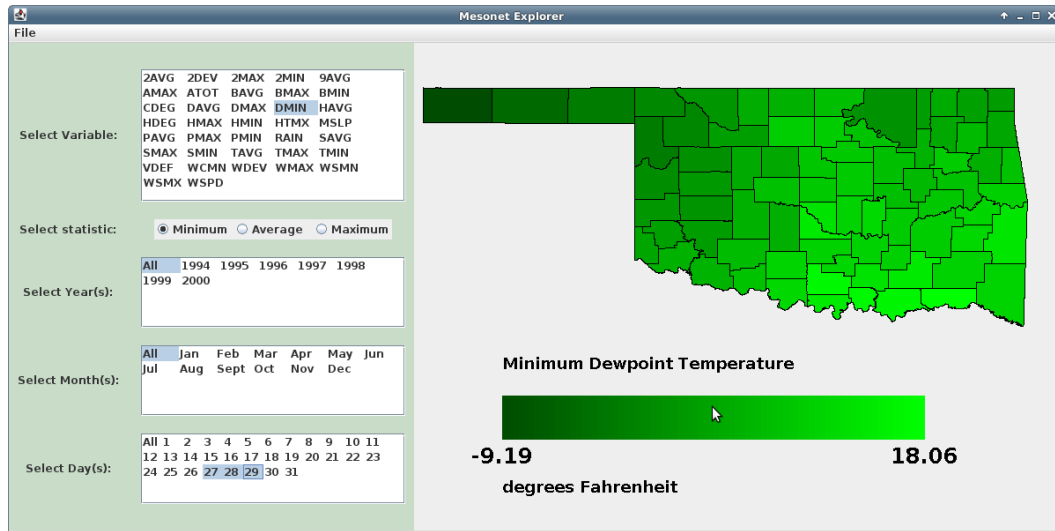 Mesonet Explorer
File
Select Variable:
2AVG 2DEV 2MAX 2MIN 9AVG
AMAX ATOT BAVG BMAX BMIN
CDEG DAVG DMAX DMIN HAVG
HDEG HMAX HMIN HTMX MSLP
PAVG PMAX PMIN RAIN SAVG
SMAX SMIN TAVG TMAX TMIN
VDEF WCMN WDEV WMAX WSMN
WSMX WSPD
Select statistic:
Minimum Average Maximum
Select Year(s):
All 1994 1995 1996 1997 1998
1999 2000
Select Month(s):
All Jan Feb Mar Apr May Jun
Jul Aug Sept Oct Nov Dec
Select Day(s):
All 1 2 3 4 5 6 7 8 9 10 11
12 13 14 15 16 17 18 19 20 21 22 23
24 25 26 27 28 29 30 31
Minimum Dewpoint Temperature
-9.19 18.06
degrees Fahrenheit